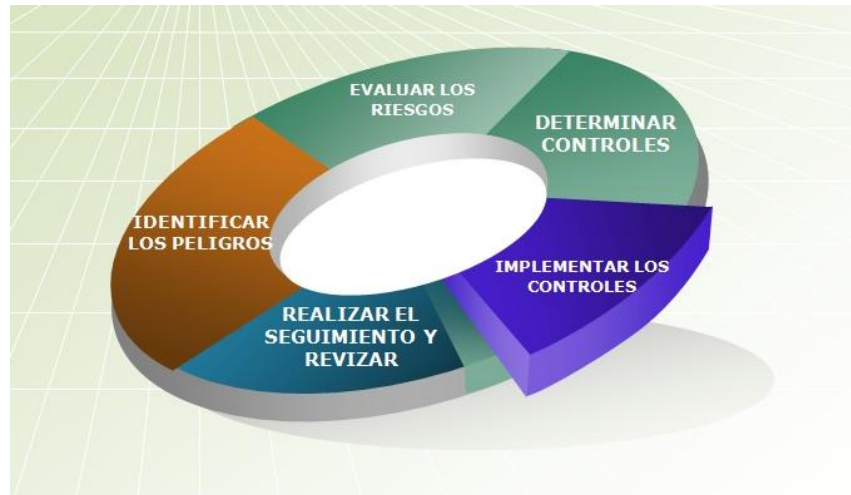 EVALUAR LOS
RIESGOS
DETERMINAR
CONTROLES
IDENTIFICAR
LOS PELIGROS
IMPLEMENTAR LOS
CONTROLES
REALIZAR EL
SEGUIMIENTO Y
REVIZAR